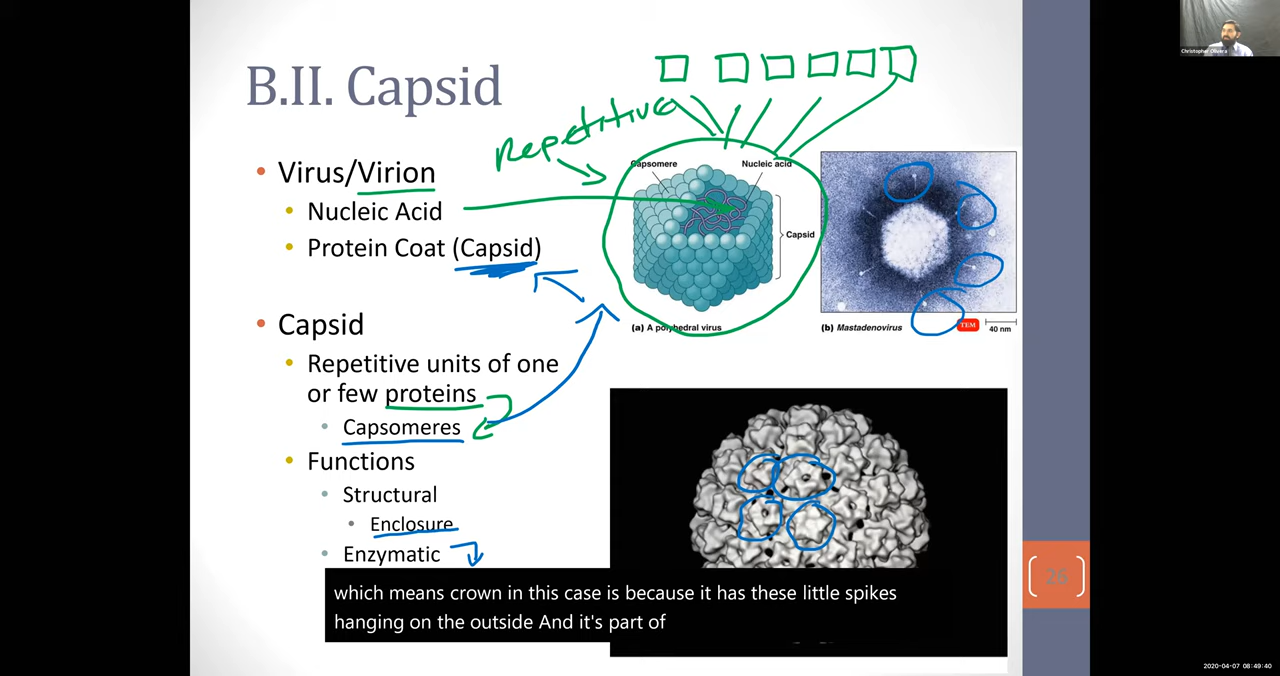 Christopher Olivera
B.II. Capsid
Repetitive
• Virus/Virion
• Nucleic Acid
• Protein Coat (Capsid)
Capsomere
Nucleic acid
Capsid
(a) A polyhedral virus
(b) Mastadenovirus
TEM
40 nm
• Capsid
• Repetitive units of one
or few proteins
• Capsomeres
• Functions
• Structural
• Enclosure
• Enzymatic
26
which means crown in this case is because it has these little spikes
hanging on the outside And it's part of
2020-04-07 08:49:40